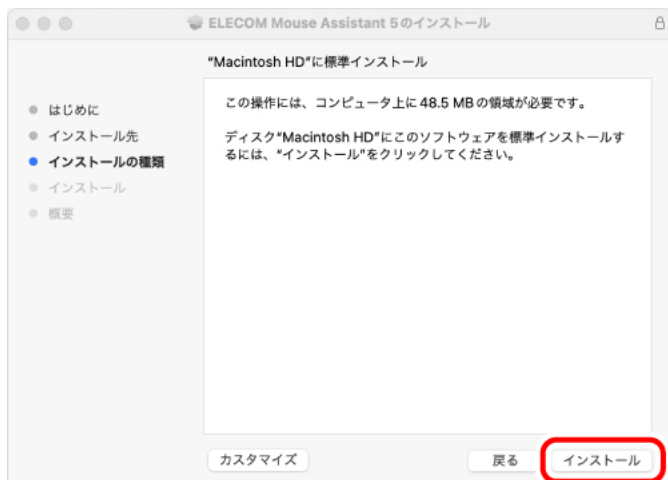 ELECOM Mouse Assistant 5のインストール
"Macintosh HD"に標準インストール
はじめに
インストール先
インストールの種類
インストール
概要
この操作には、コンピュータ上に48.5 MBの領域が必要です。
ディスク"Macintosh HD"にこのソフトウェアを標準インストールす
るには、"インストール"をクリックしてください。
カスタマイズ
戻る
インストール